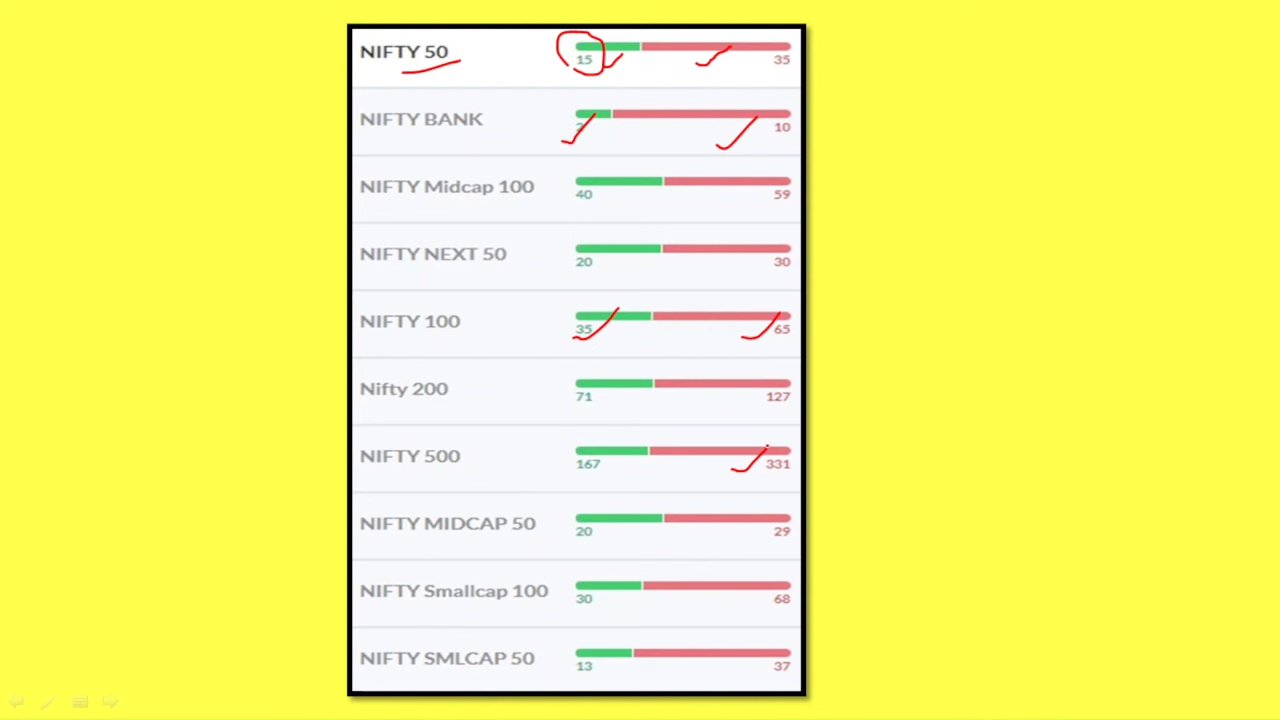 NIFTY 50
15 35
NIFTY BANK
2 10
NIFTY Midcap 100
40 59
NIFTY NEXT 50
20 30
NIFTY 100
35 65
Nifty 200
71 127
NIFTY 500
167 331
NIFTY MIDCAP 50
20 29
NIFTY Smallcap 100
30 68
NIFTY SMLCAP 50
13 37